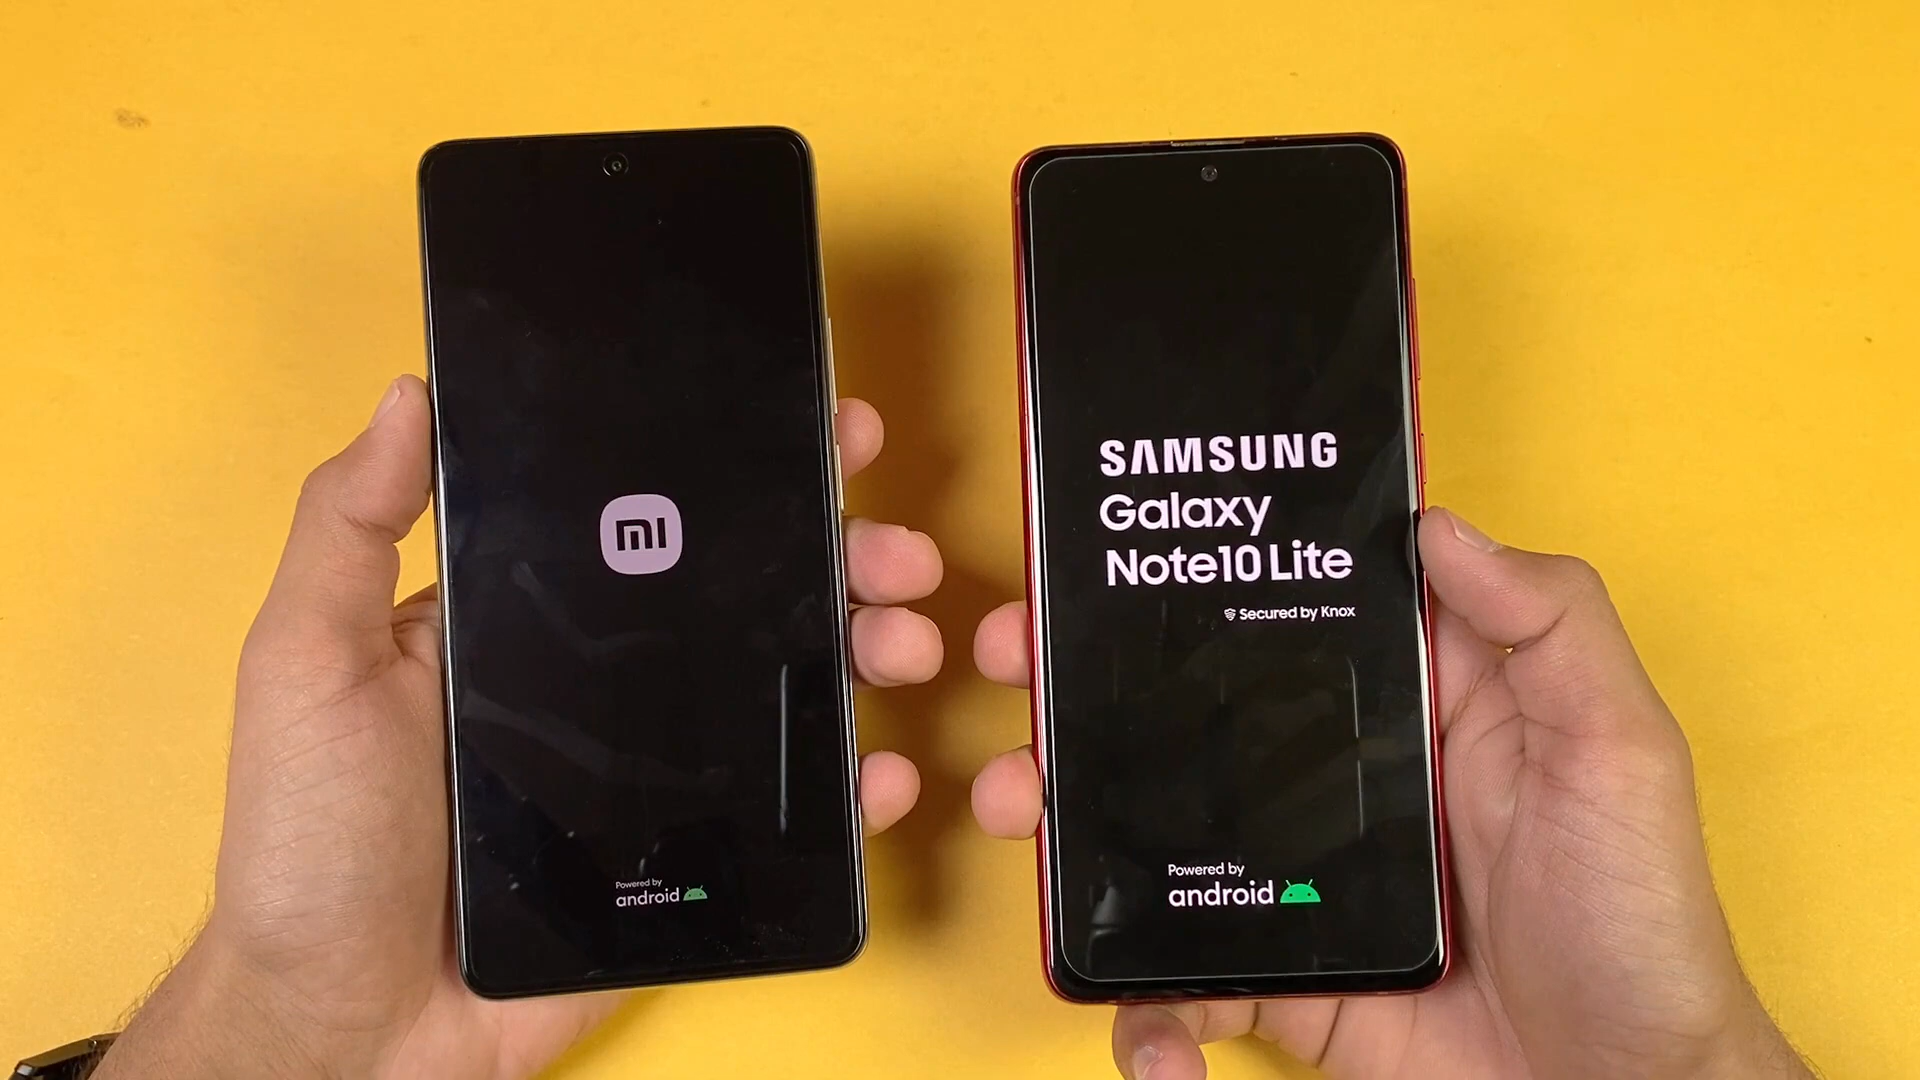 mi
Powered by
android
SAMSUNG
Galaxy
Note10 Lite
Secured by Knox
Powered by
android